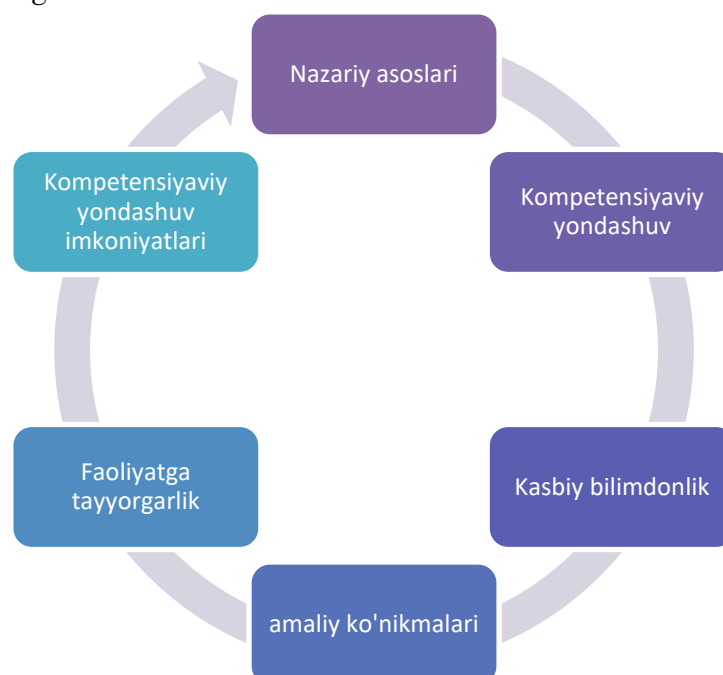 Nazariy asoslari
Kompetensiyaviy
yondashuv
Kasbiy bilimdonlik
amaliy ko'nikmalari
Faoliyatga
tayyorgarlik
Kompetensiyaviy
yondashuv
imkoniyatlari